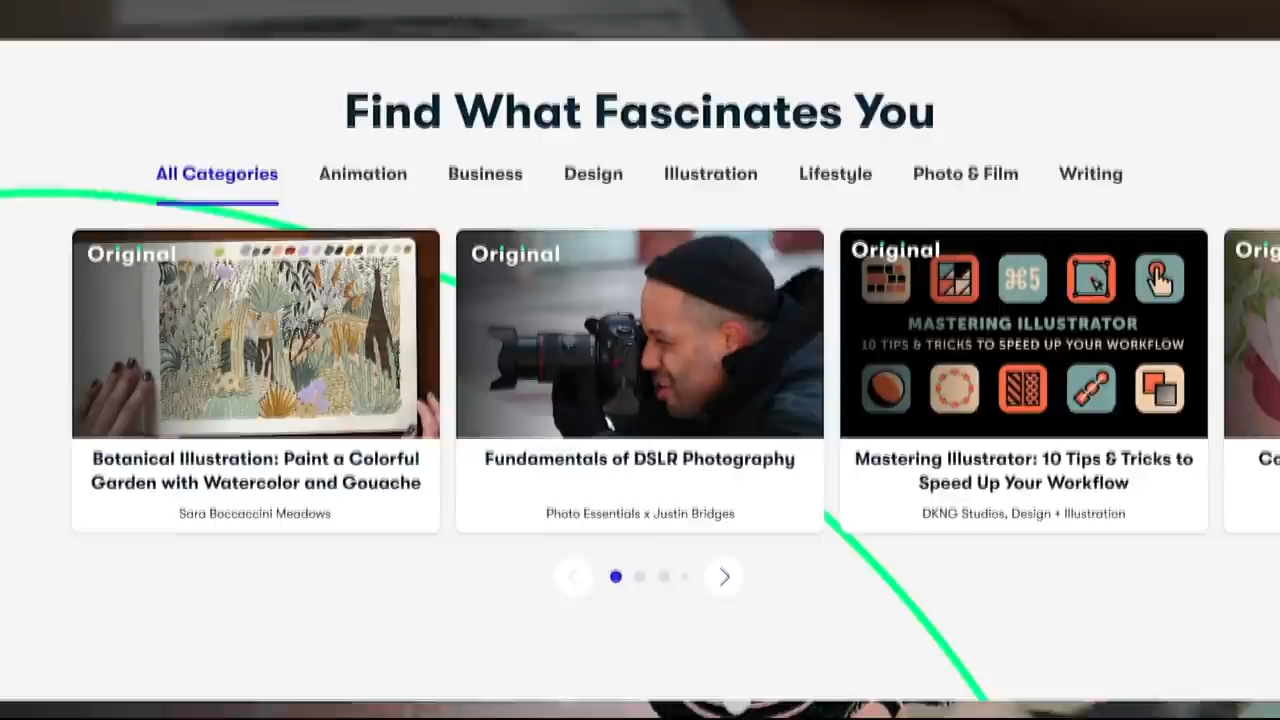 Find What Fascinates You
All Categories Animation Business Design Illustration Lifestyle Photo & Film Writing
Original
Botanical Illustration: Paint a Colorful
Garden with Watercolor and Gouache
Sara Boccaccini Meadows
Original
Fundamentals of DSLR Photography
Photo Essentials x Justin Bridges
Original
⌘5
MASTERING ILLUSTRATOR
10 TIPS & TRICKS TO SPEED UP YOUR WORKFLOW
Mastering Illustrator: 10 Tips & Tricks to
Speed Up Your Workflow
DKNG Studios, Design + Illustration